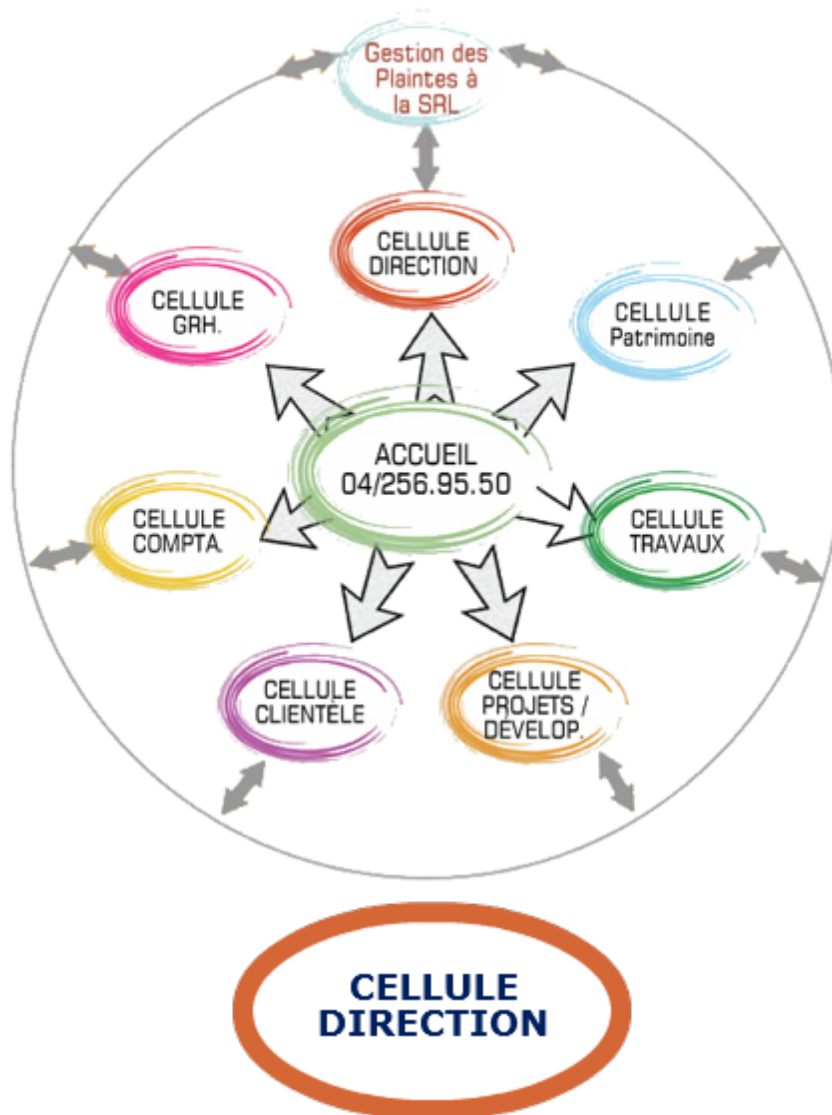 Gestion des
Plaintes à
la SRL
CELLULE
DIRECTION
CELLULE
GRH.
CELLULE
Patrimoine
ACCUEIL
04/256.95.50
CELLULE
COMPTA.
CELLULE
TRAVAUX
CELLULE
CLIENTÈLE
CELLULE
PROJETS /
DÉVELOP.
CELLULE
DIRECTION